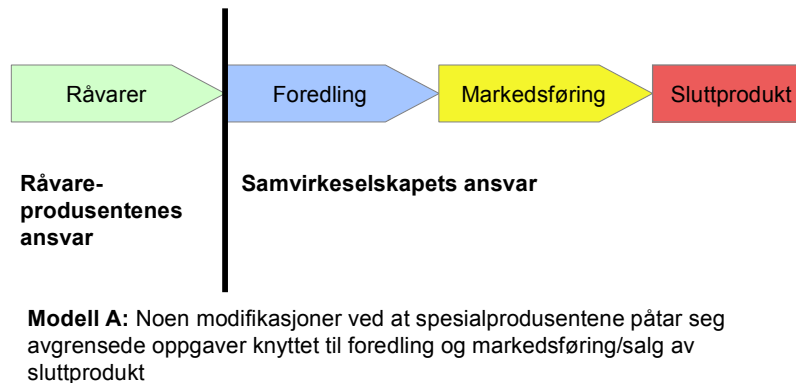 Råvarer
Foredling
Markedsføring
Sluttprodukt
Råvare-
produsentenes
ansvar
Samvirkeselskapets ansvar
Modell A: Noen modifikasjoner ved at spesialprodusentene påtar seg
avgrensede oppgaver knyttet til foredling og markedsføring/salg av
sluttprodukt